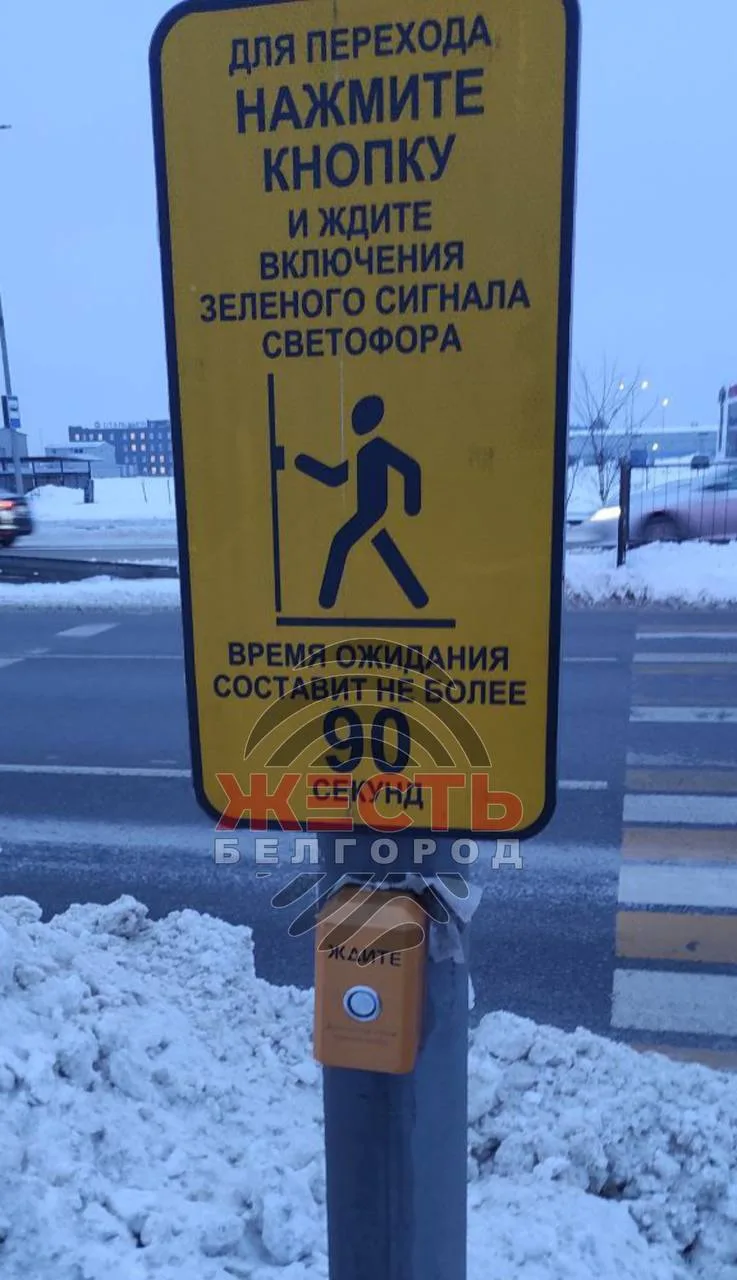 ДЛЯ ПЕРЕХОДА
НАЖМИТЕ
КНОПКУ
И ЖДИТЕ
ВКЛЮЧЕНИЯ
ЗЕЛЕНОГО СИГНАЛА
СВЕТОФОРА
ВРЕМЯ ОЖИДАНИЯ
СОСТАВИТ НЕ БОЛЕЕ
90
СЕКУНД
ЖЕСТЬ
БЕЛГОРОД
ЖДИТЕ